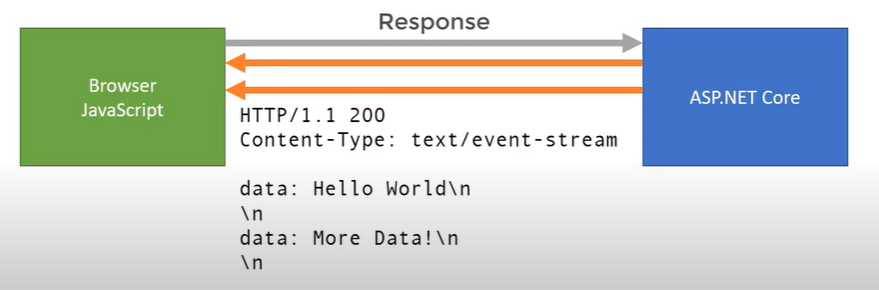 Response
Browser
JavaScript
ASP.NET Core
HTTP/1.1 200
Content-Type: text/event-stream
data: Hello World\n
\n
data: More Data!\n
\n